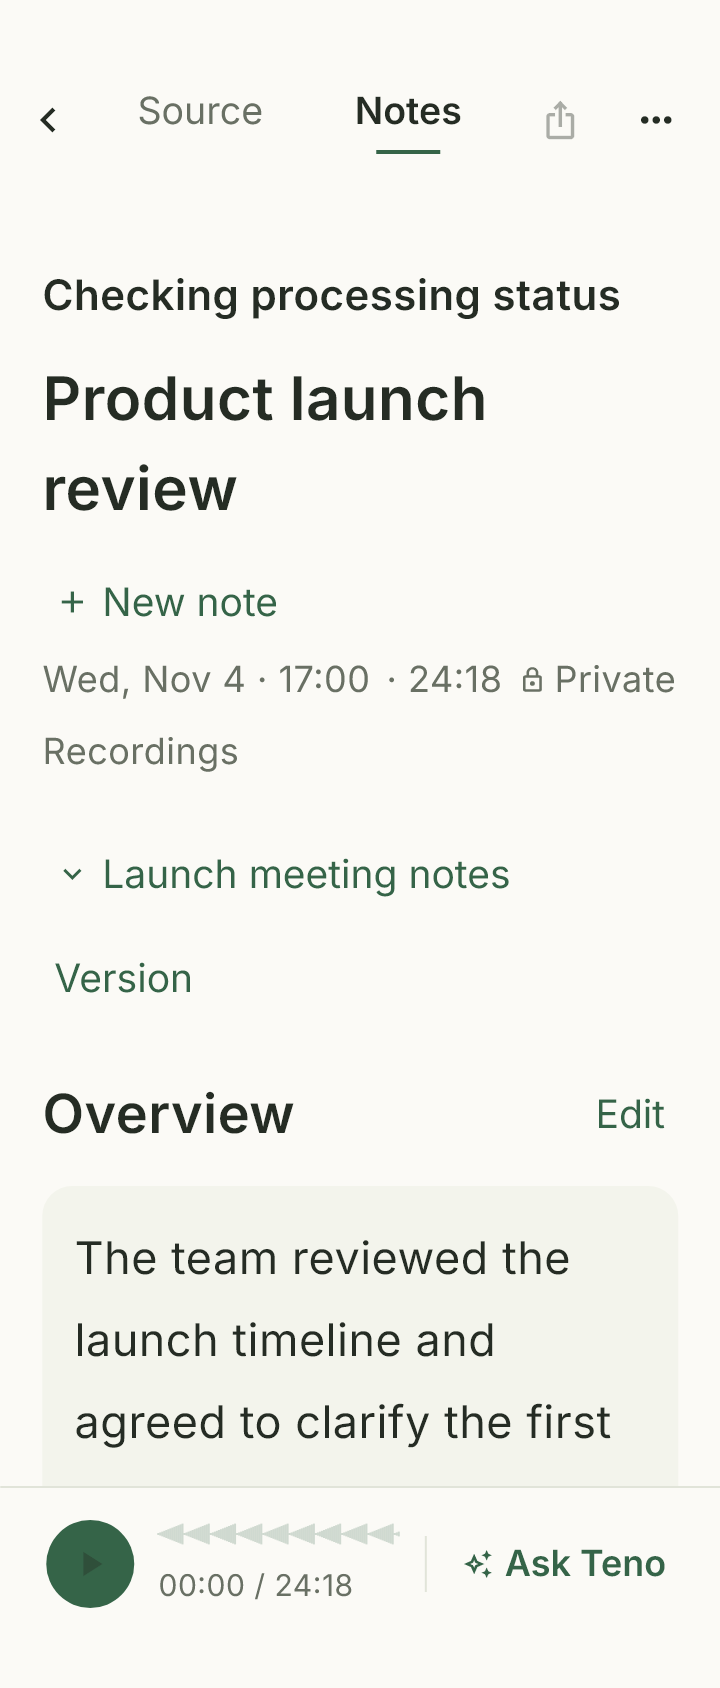 Source
Notes
Checking processing status
Product launch
review
+ New note
Wed, Nov 4 · 17:00 · 24:18 Private
Recordings
Launch meeting notes
Version
Overview
Edit
The team reviewed the
launch timeline and
agreed to clarify the first
00:00 / 24:18
Ask Teno